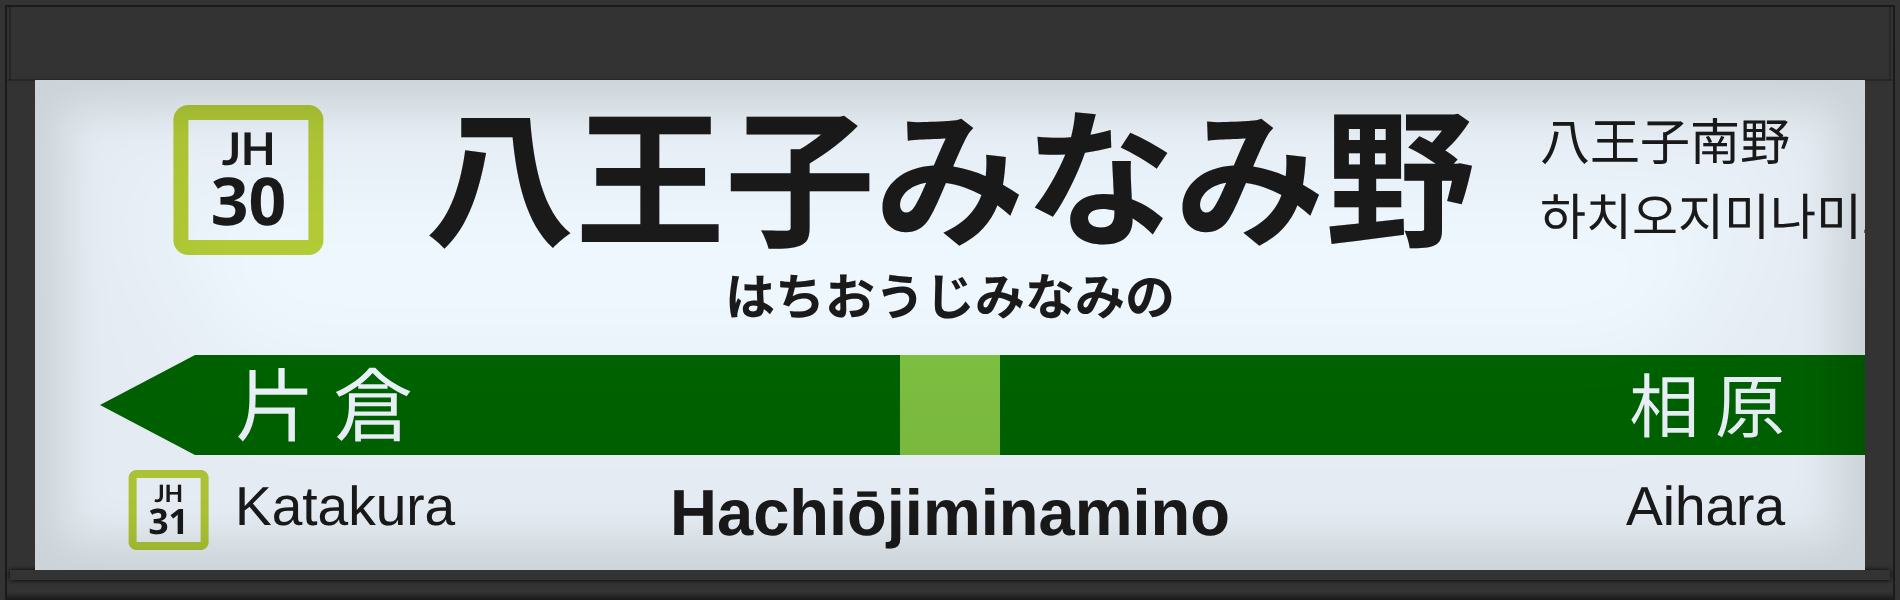 JH
30
八王子みなみ野
八王子南野
하치오지미나미
はちおうじみなみの
片倉
相原
JH
31
Katakura
Hachiōjiminamino
Aihara